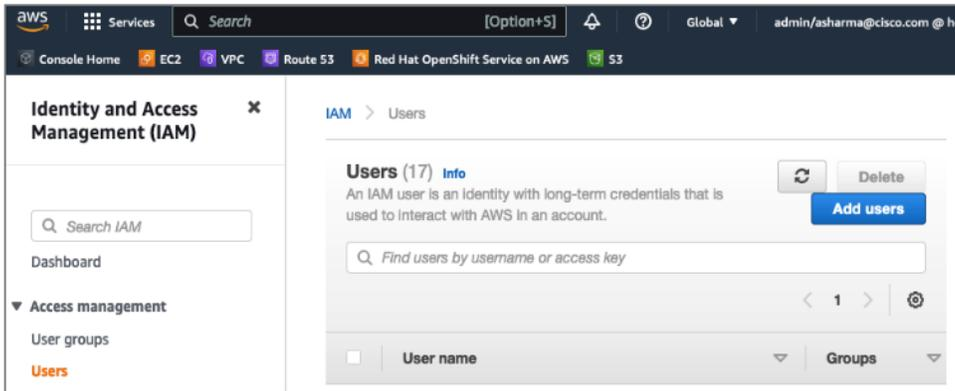 aws Services Search [Option+S] Global ▼ admin/asharma@cisco.com @ h
Console Home EC2 VPC Route 53 Red Hat OpenShift Service on AWS S3
Identity and Access
Management (IAM)
Search IAM
Dashboard
Access management
User groups
Users
IAM > Users
Users (17) Info
An IAM user is an identity with long-term credentials that is
used to interact with AWS in an account.
Delete
Add users
Find users by username or access key
< 1 >
User name Groups